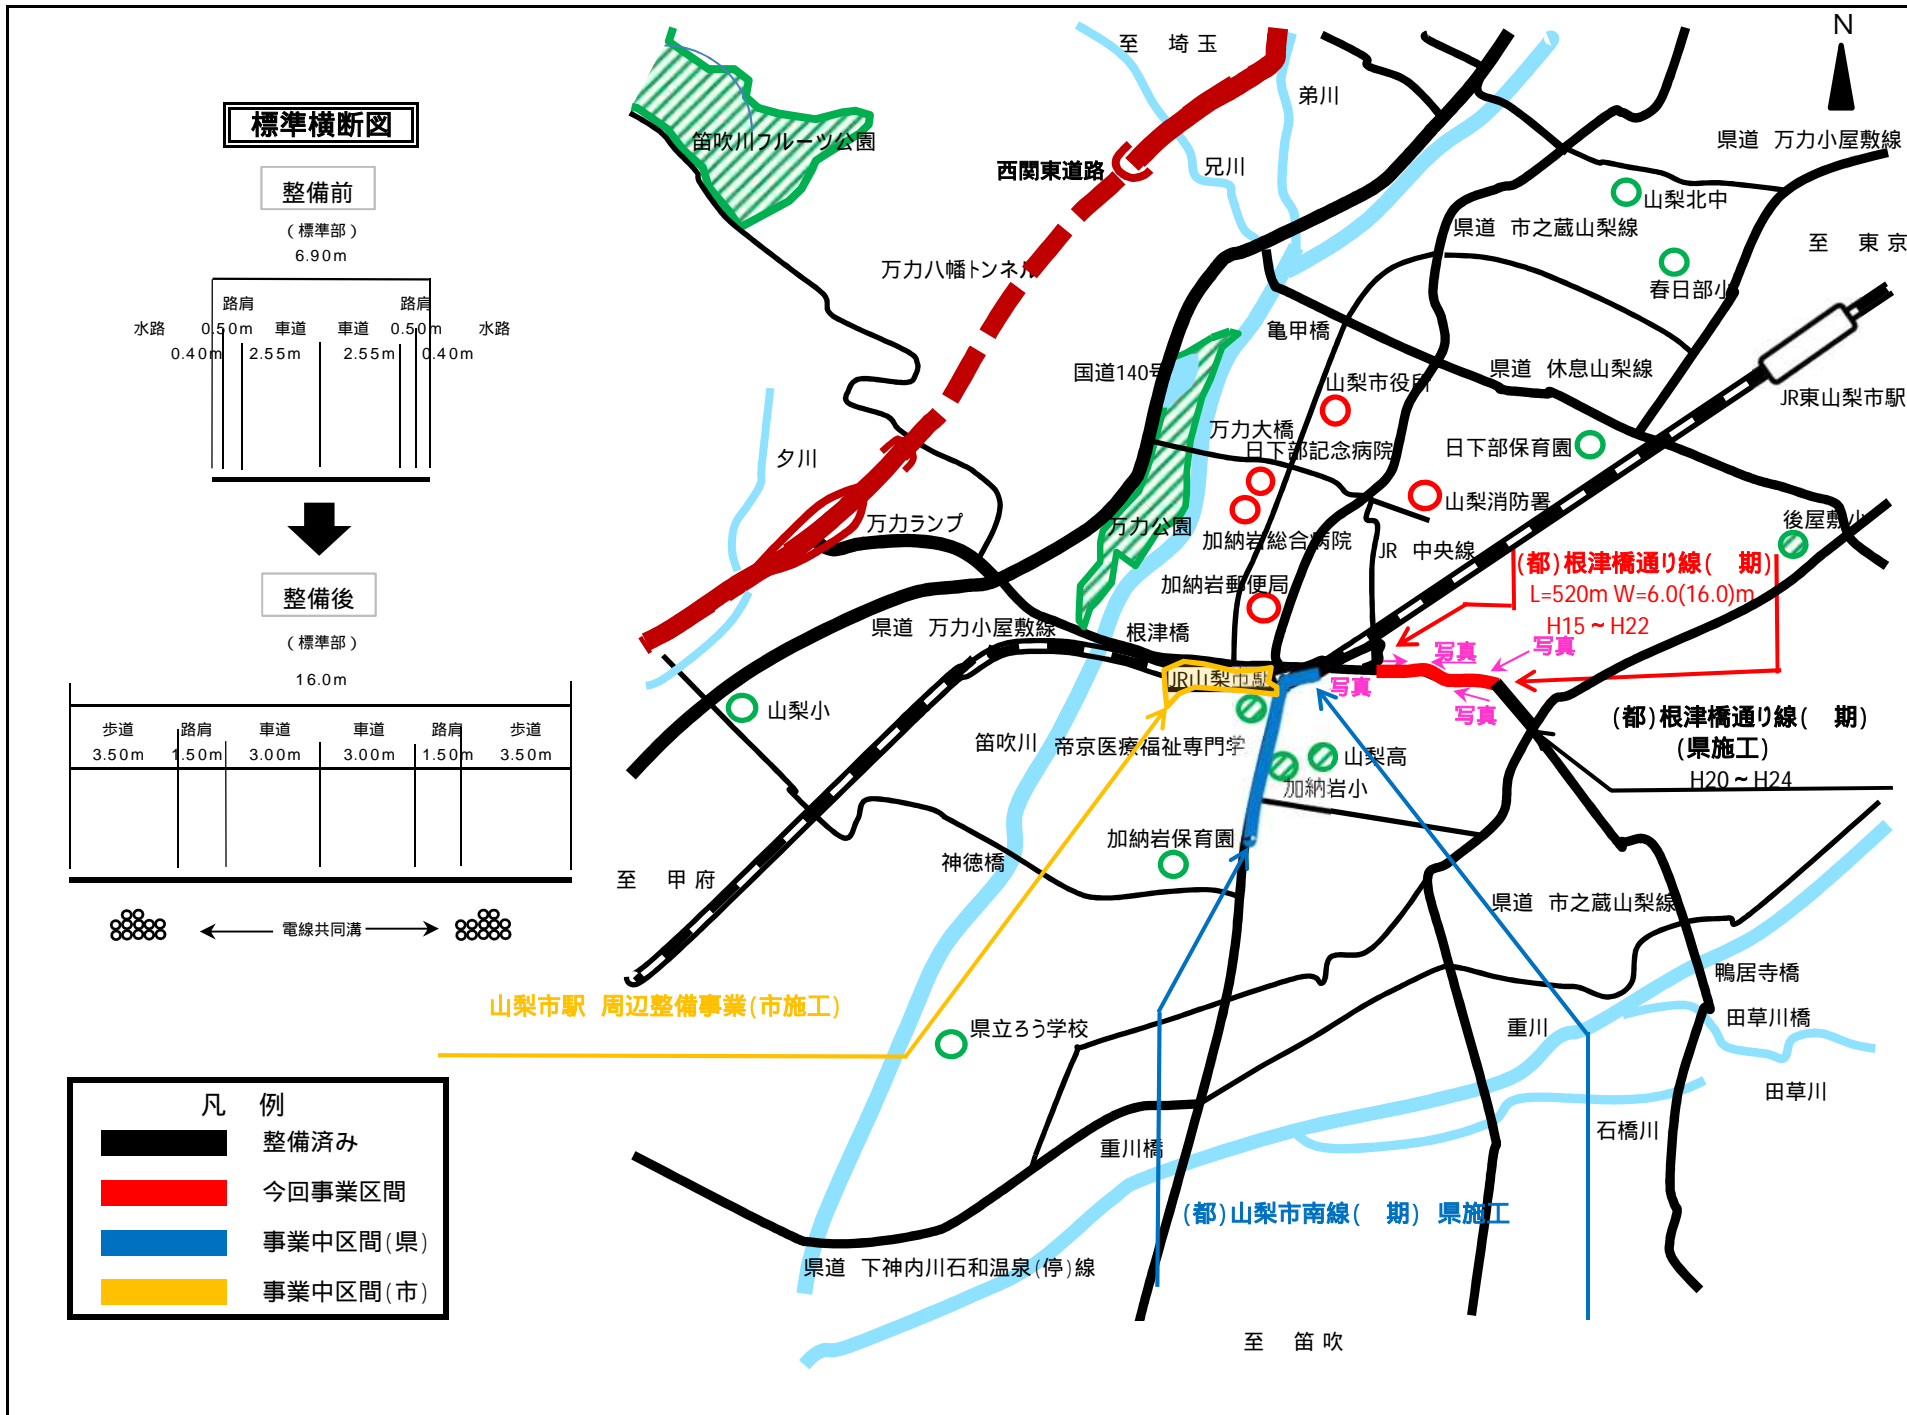 標準横断図
整備前
(標準部)
6.90m
路肩 路肩
水路 0.50m 車道 車道 0.50m 水路
0.40m 2.55m 2.55m 0.40m
整備後
(標準部)
16.0m
歩道 路肩 車道 車道 路肩 歩道
3.50m 1.50m 3.00m 3.00m 1.50m 3.50m
電線共同溝
山梨市駅 周辺整備事業(市施工)
凡 例
整備済み
今回事業区間
事業中区間(県)
事業中区間(市)
N
至 埼玉
弟川
笛吹川フルーツ公園
西関東道路
兄川
県道 万力小屋敷線
山梨北中
県道 市之蔵山梨線
至 東京
万力八幡トンネル
春日部小
亀甲橋
国道140号
県道 休息山梨線
山梨市役所
JR東山梨市駅
万力大橋
日下部記念病院
日下部保育園
夕川
山梨消防署
万力ランプ
万力公園
後屋敷小
加納岩総合病院
JR 中央線
(都)根津橋通り線( 期)
L=520m W=6.0(16.0)m
H15~H22
加納岩郵便局
県道 万力小屋敷線
根津橋
写真
写真
写真
写真
JR山梨市駅
山梨小
笛吹川
帝京医療福祉専門学
山梨高
加納岩小
(都)根津橋通り線( 期)
(県施工)
H20~H24
加納岩保育園
神徳橋
至 甲府
県道 市之蔵山梨線
鴨居寺橋
田草川橋
重川
県立ろう学校
田草川
石橋川
重川橋
(都)山梨市南線( 期) 県施工
県道 下神内川石和温泉(停)線
至 笛吹